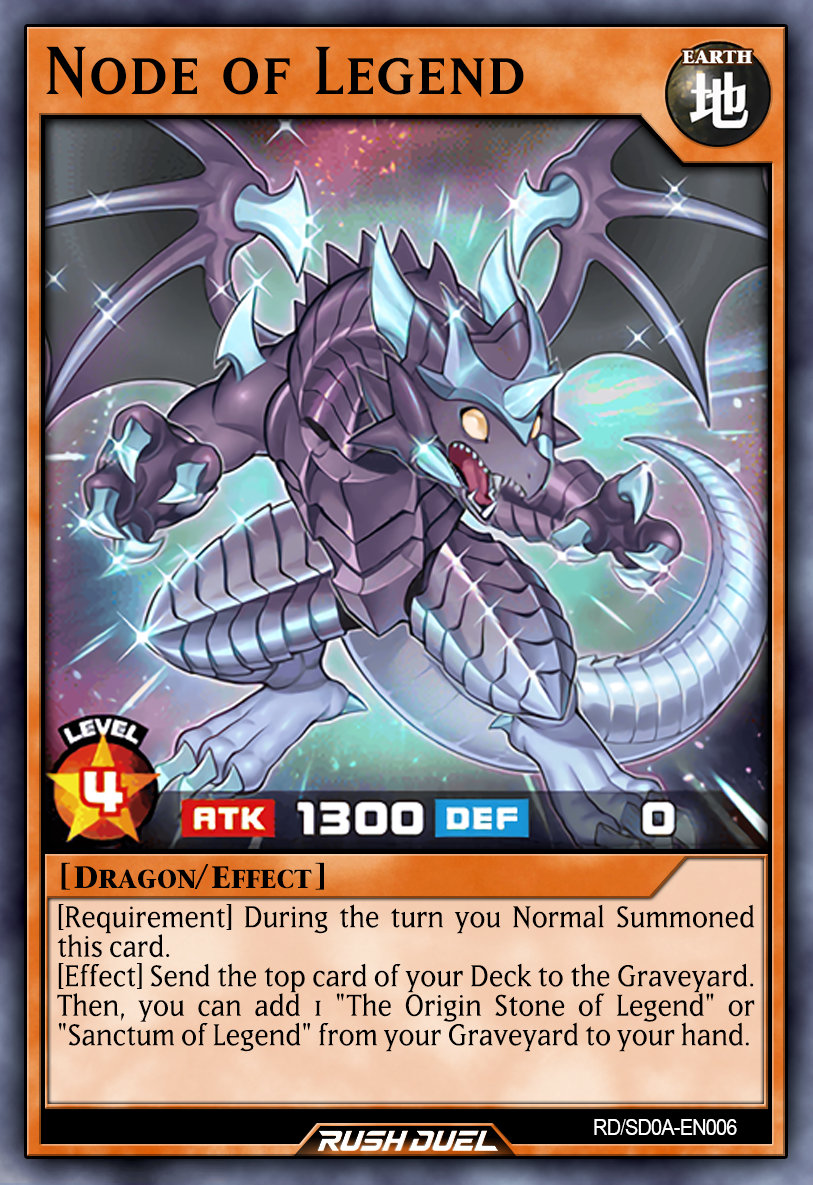 NODE OF LEGEND
EARTH
地
LEVEL
4
ATK 1300 DEF 0
[DRAGON/EFFECT]
[Requirement] During the turn you Normal Summoned
this card.
[Effect] Send the top card of your Deck to the Graveyard.
Then, you can add 1 "The Origin Stone of Legend" or
"Sanctum of Legend" from your Graveyard to your hand.
RD/SD0A-EN006
RUSH DUEL